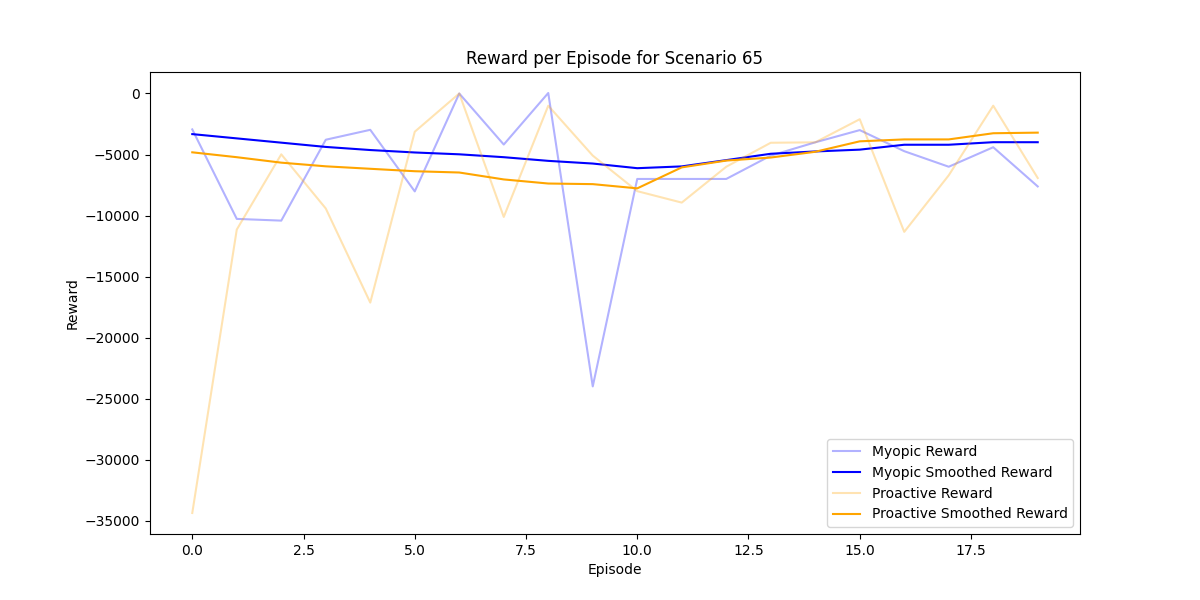 Reward per Episode for Scenario 65
Reward
0
−5000
−10000
−15000
−20000
−25000
−30000
−35000
0.0 2.5 5.0 7.5 10.0 12.5 15.0 17.5
Episode
Myopic Reward
Myopic Smoothed Reward
Proactive Reward
Proactive Smoothed Reward